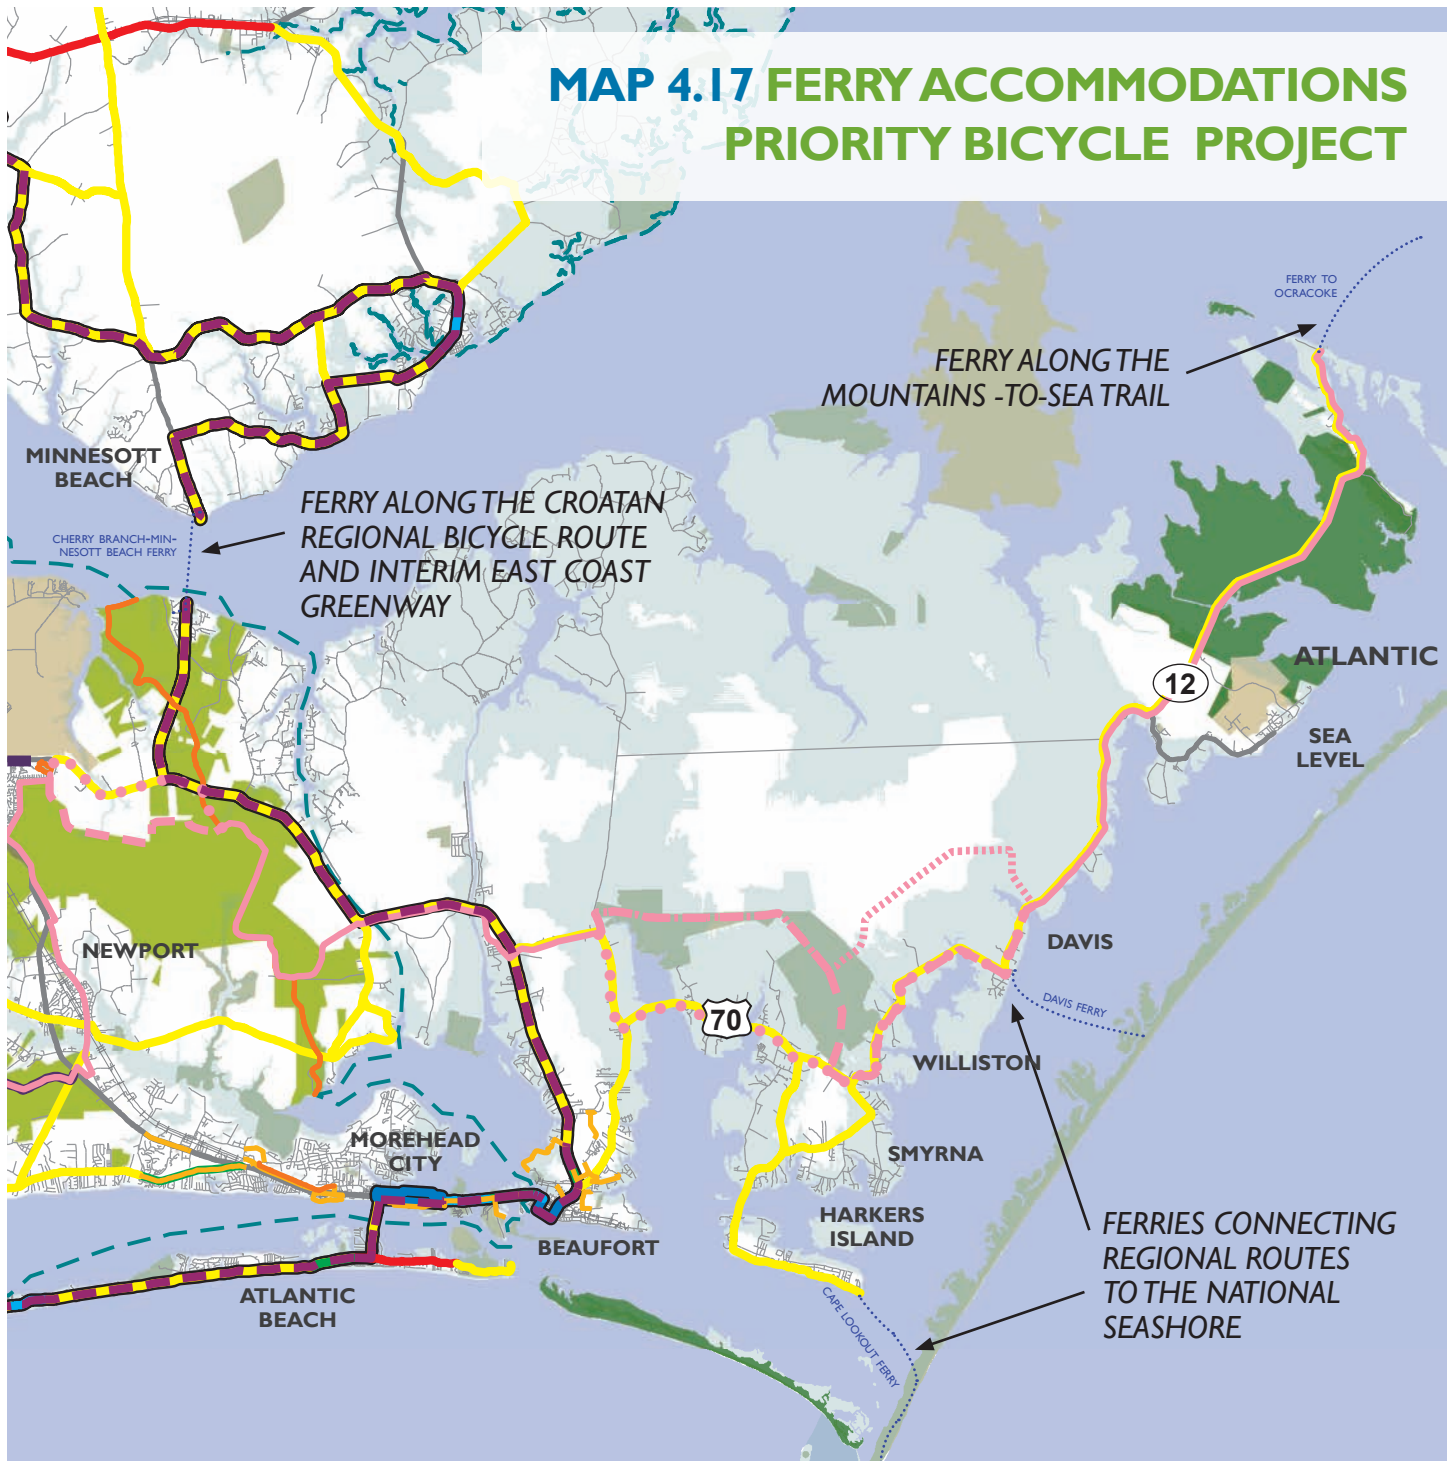 MAP 4.17 FERRY ACCOMMODATIONS
PRIORITY BICYCLE PROJECT
FERRY TO
OCRACOKE
FERRY ALONG THE
MOUNTAINS -TO-SEA TRAIL
MINNESOTT
BEACH
CHERRY BRANCH-MIN-
NESOTT BEACH FERRY
FERRY ALONG THE CROATAN
REGIONAL BICYCLE ROUTE
AND INTERIM EAST COAST
GREENWAY
ATLANTIC
12
SEA
LEVEL
NEWPORT
DAVIS
DAVIS FERRY
70
WILLISTON
MOREHEAD
CITY
SMYRNA
HARKERS
ISLAND
BEAUFORT
ATLANTIC
BEACH
CAPE LOOKOUT FERRY
FERRIES CONNECTING
REGIONAL ROUTES
TO THE NATIONAL
SEASHORE